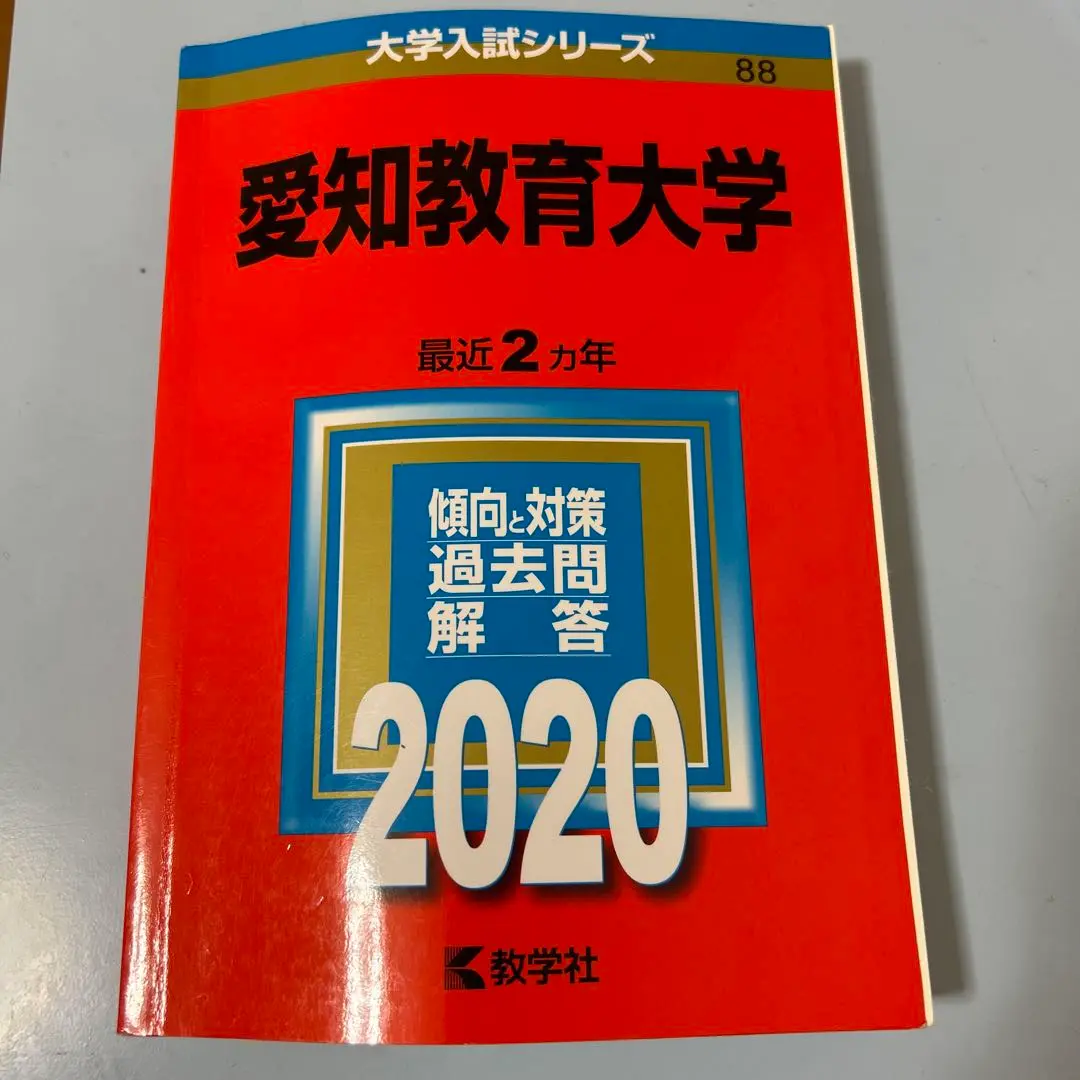 大学入試シリーズ
88
愛知教育大学
最近2カ年
傾向と対策
過去問
解答
2020
教学社